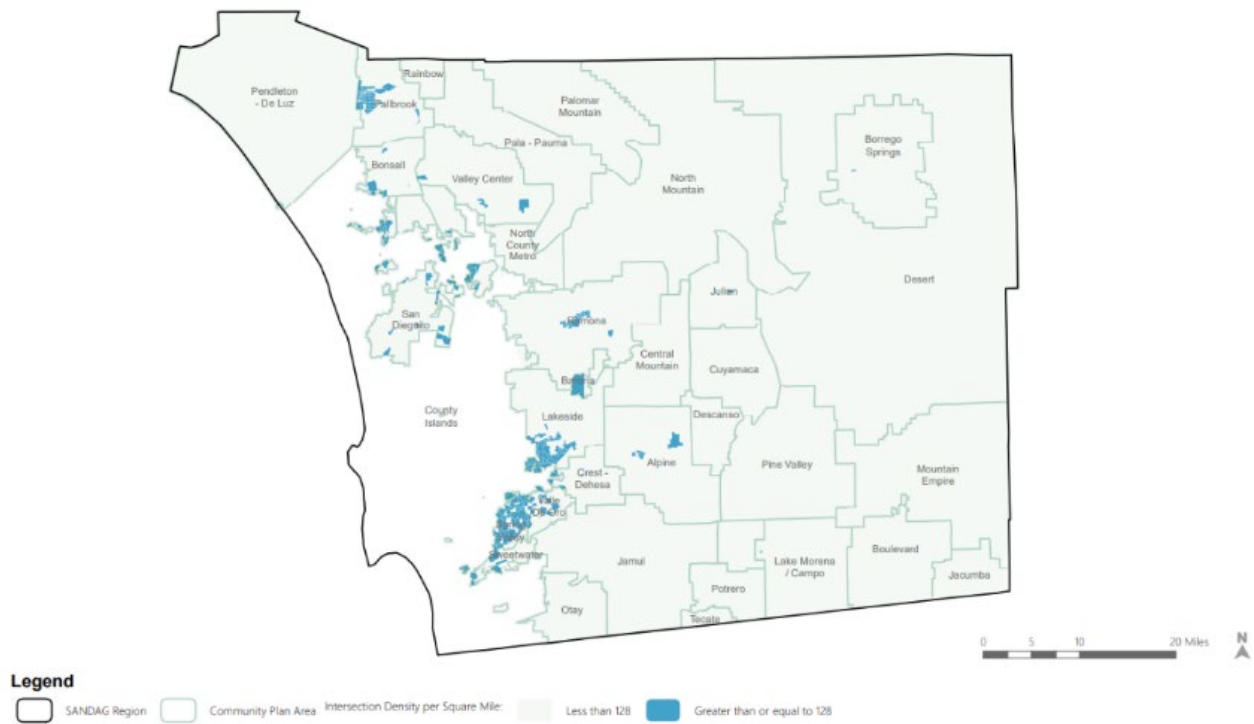 Pendleton
- De Luz
Rainbow
Fallbrook
Palomar
Mountain
Borrego
Springs
Pala - Pauma
Bonsall
Valley Center
North
Mountain
North
County
Metro
Desert
Julian
San
Dieguito
Ramona
Central
Mountain
Cuyamaca
Barona
County
Islands
Lakeside
Descanso
Alpine
Pine Valley
Crest -
Dehesa
Mountain
Empire
Valle
De Oro
Spring
Valley
Sweetwater
Jamul
Lake Morena
/ Campo
Boulevard
Jacumba
Potrero
Otay
Tecate
0 5 10 20 Miles
N
Legend
SANDAG Region Community Plan Area Intersection Density per Square Mile: Less than 128 Greater than or equal to 128